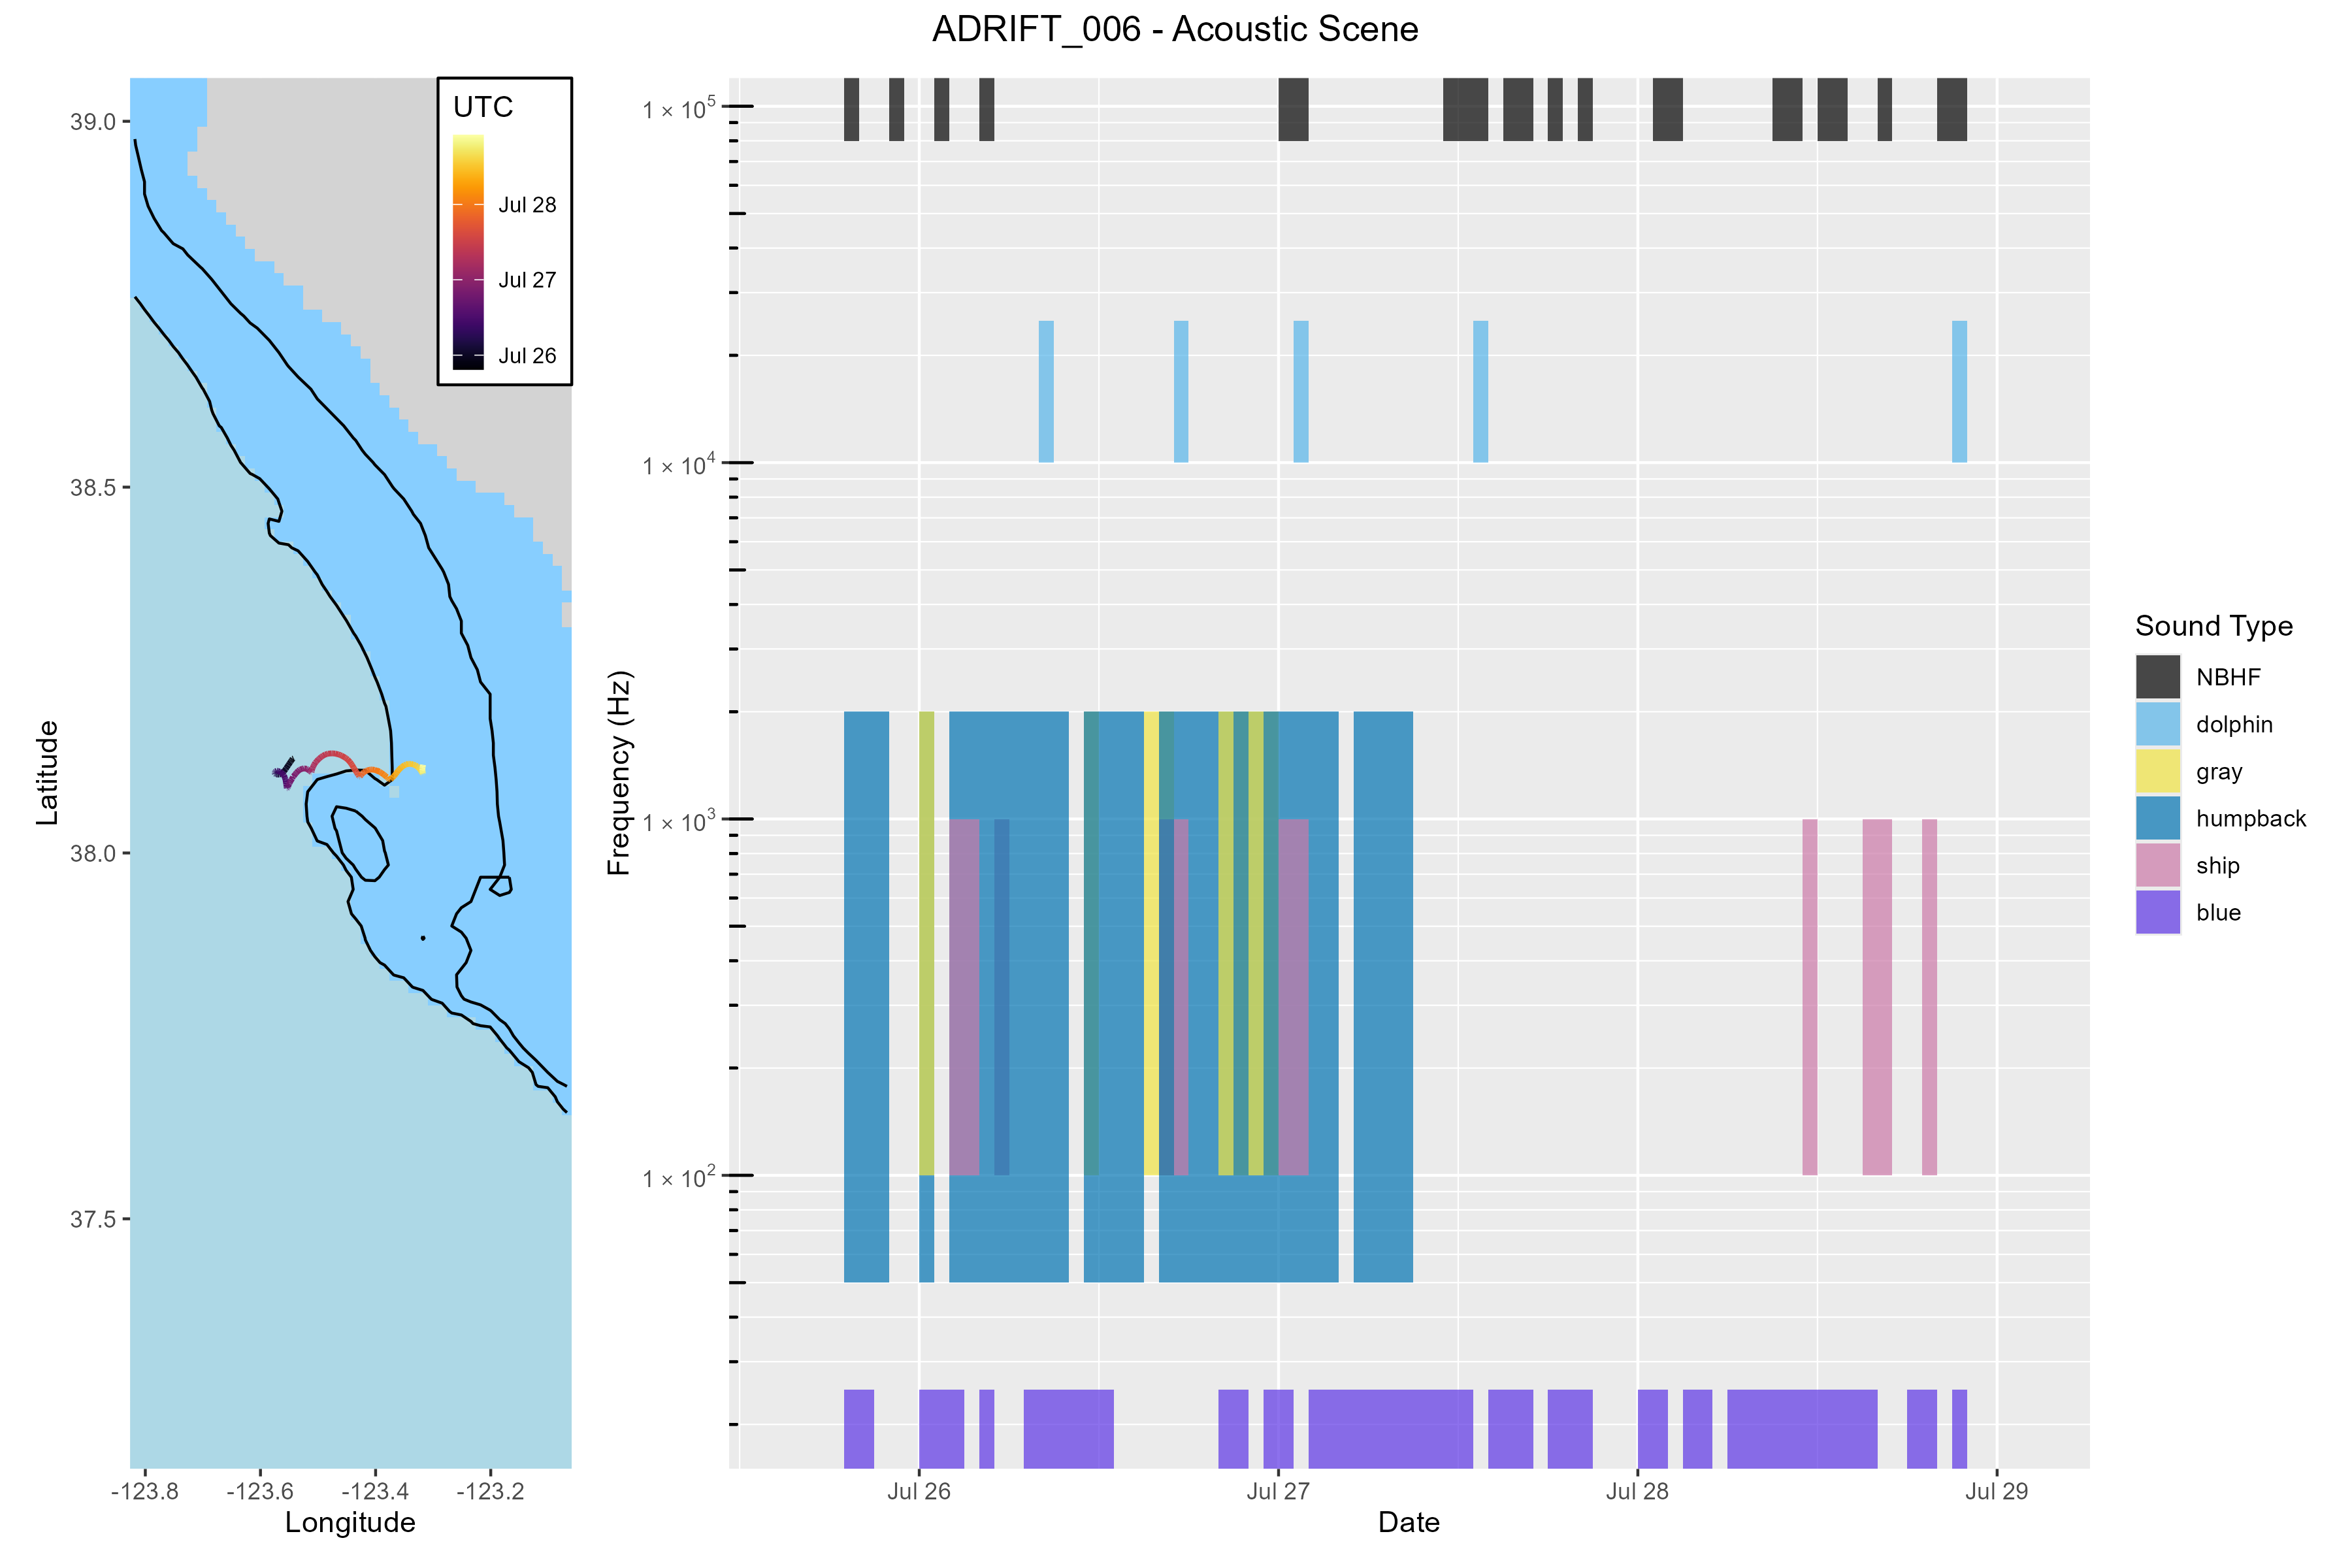 ADRIFT_006 - Acoustic Scene
UTC
Jul 28
Jul 27
Jul 26
39.0
38.5
38.0
37.5
Latitude
-123.8 -123.6 -123.4 -123.2
Longitude
1 × 10⁵
1 × 10⁴
1 × 10³
1 × 10²
Frequency (Hz)
Jul 26 Jul 27 Jul 28 Jul 29
Date
Sound Type
NBHF
dolphin
gray
humpback
ship
blue